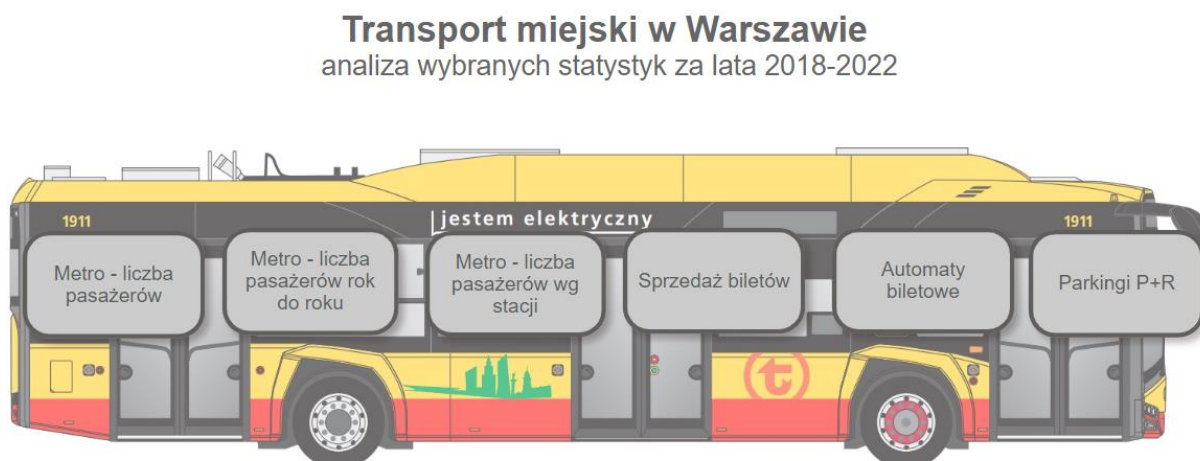 Transport miejski w Warszawie
analiza wybranych statystyk za lata 2018-2022
1911
jestem elektryczny
1911
Metro - liczba
pasażerów
Metro - liczba
pasażerów rok
do roku
Metro - liczba
pasażerów wg
stacji
Sprzedaż biletów
Automaty
biletowe
Parkingi P+R
t